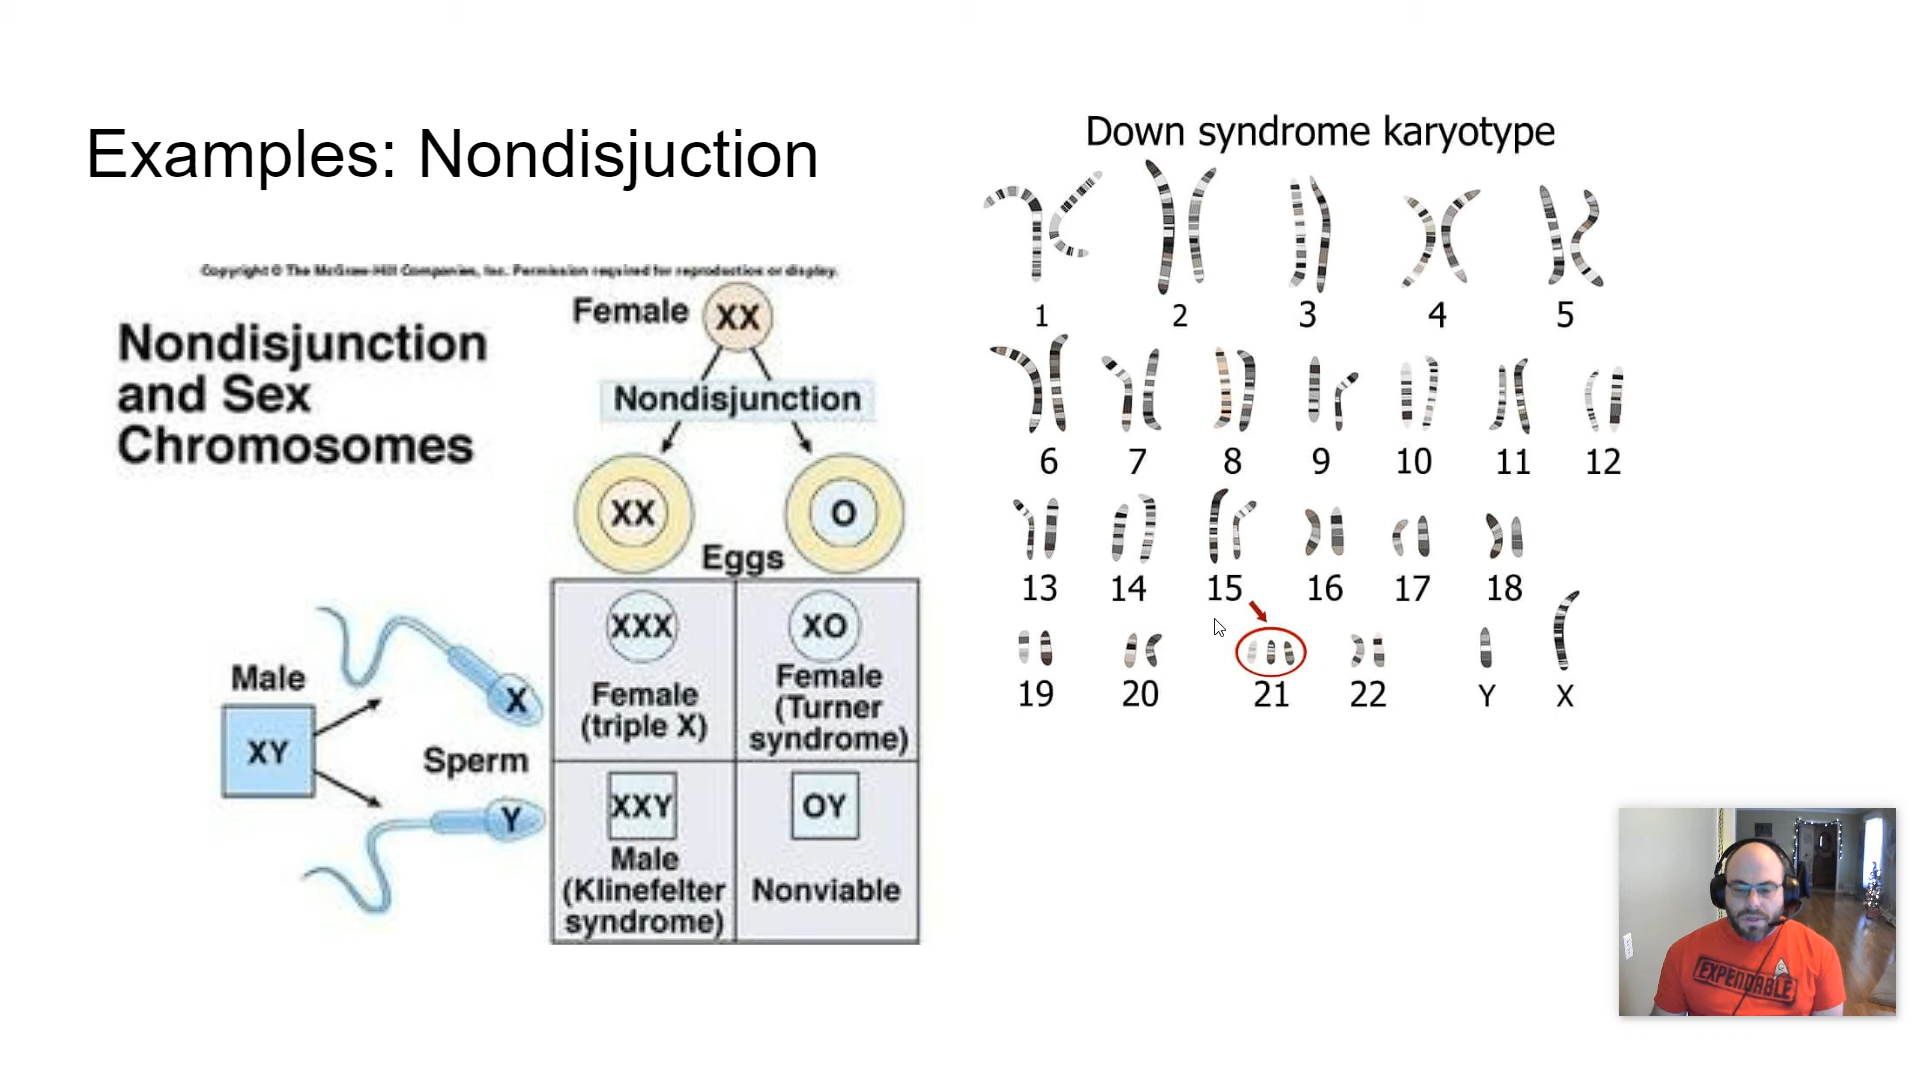 Examples: Nondisjuction
Copyright © The McGraw-Hill Companies, Inc. Permission required for reproduction or display.
Nondisjunction
and Sex
Chromosomes
Female
XX
Nondisjunction
XX
O
Eggs
Male
XY
X
Sperm
Y
XXX
Female
(triple X)
XO
Female
(Turner
syndrome)
XXY
Male
(Klinefelter
syndrome)
OY
Nonviable
Down syndrome karyotype
1 2 3 4 5
6 7 8 9 10 11 12
13 14 15 16 17 18
19 20 21 22 Y X
EXPENDABLE